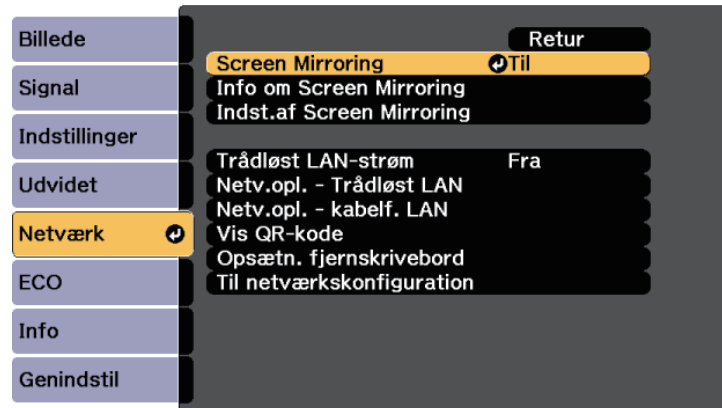 Billede
Signal
Indstillinger
Udvidet
Netværk
ECO
Info
Genindstil
Retur
Screen Mirroring Til
Info om Screen Mirroring
Indst.af Screen Mirroring
Trådløst LAN-strøm Fra
Netv.opl. - Trådløst LAN
Netv.opl. - kabelf. LAN
Vis QR-kode
Opsætn. fjernskrivebord
Til netværkskonfiguration